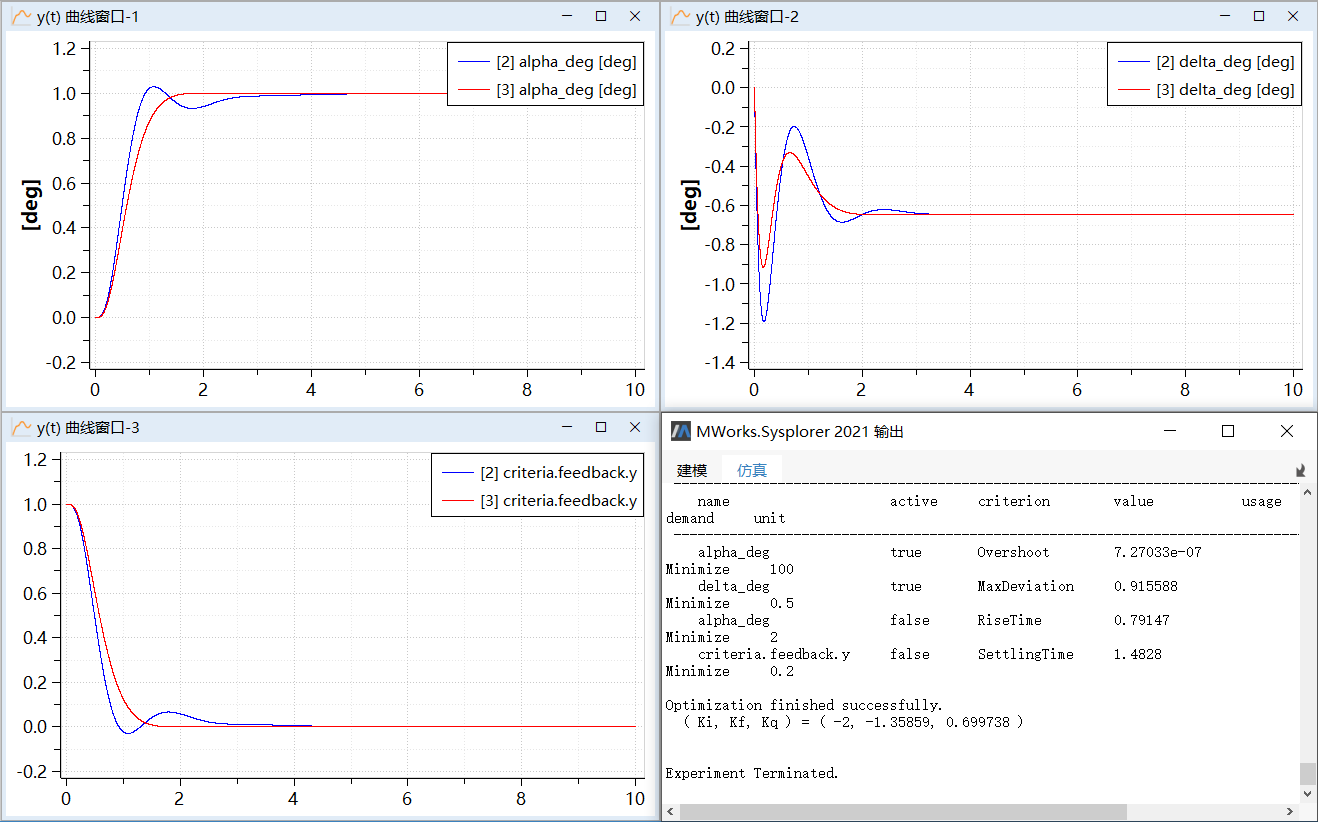 y(t) 曲线窗口-1
1.2
1.0
0.8
0.6
0.4
0.2
0.0
-0.2
[deg]
[2] alpha_deg [deg]
[3] alpha_deg [deg]
0 2 4 6 8 10
y(t) 曲线窗口-2
0.2
0.0
-0.2
-0.4
-0.6
-0.8
-1.0
-1.2
-1.4
[deg]
[2] delta_deg [deg]
[3] delta_deg [deg]
0 2 4 6 8 10
y(t) 曲线窗口-3
1.2
1.0
0.8
0.6
0.4
0.2
0.0
-0.2
[2] criteria.feedback.y
[3] criteria.feedback.y
0 2 4 6 8 10
MWorks.Sysplorer 2021 输出
建模 仿真
name active criterion value usage
demand unit
alpha_deg true Overshoot 7.27033e-07
Minimize 100
delta_deg true MaxDeviation 0.915588
Minimize 0.5
alpha_deg false RiseTime 0.79147
Minimize 2
criteria.feedback.y false SettlingTime 1.4828
Minimize 0.2
Optimization finished successfully.
( Ki, Kf, Kq ) = ( -2, -1.35859, 0.699738 )
Experiment Terminated.